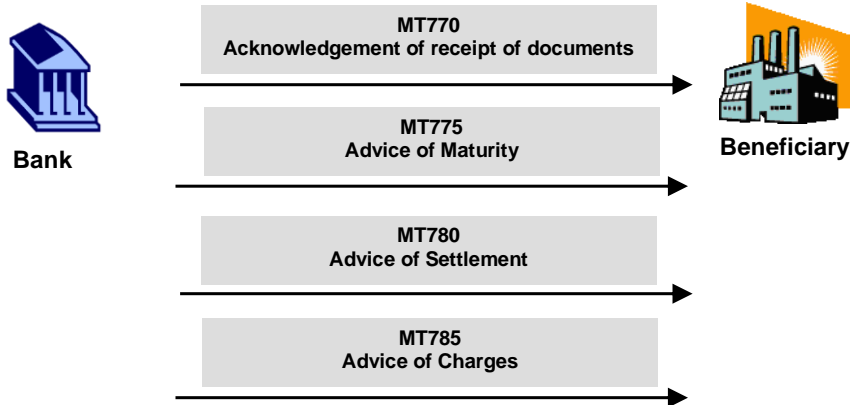 MT770
Acknowledgement of receipt of documents
MT775
Advice of Maturity
Bank
Beneficiary
MT780
Advice of Settlement
MT785
Advice of Charges